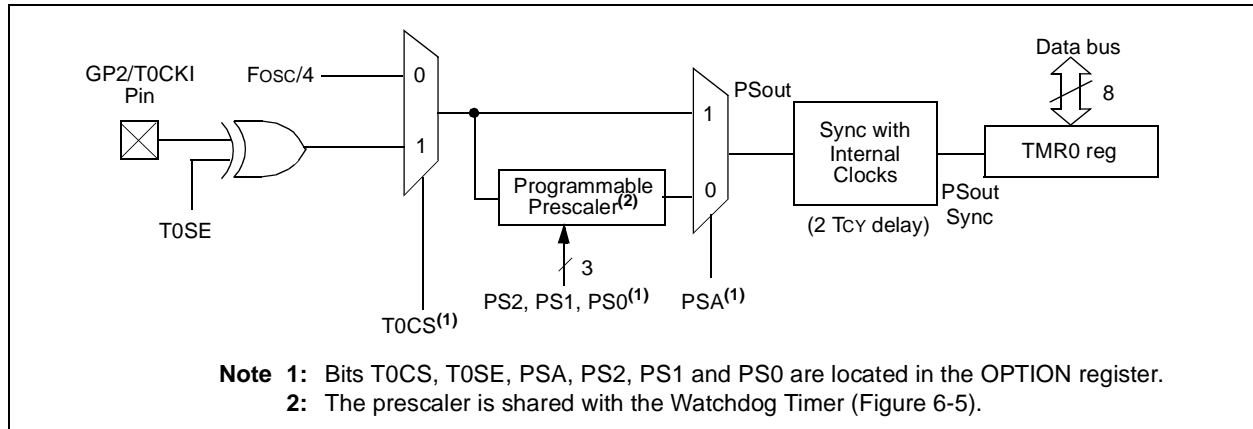 Data bus
GP2/T0CKI
Pin
FOSC/4
0
1
T0SE
T0CS(1)
Programmable
Prescaler(2)
3
PS2, PS1, PS0(1)
1
0
PSA(1)
PSout
Sync with
Internal
Clocks
(2 TCY delay)
PSout
Sync
8
TMR0 reg
Note 1: Bits T0CS, T0SE, PSA, PS2, PS1 and PS0 are located in the OPTION register.
2: The prescaler is shared with the Watchdog Timer (Figure 6-5).